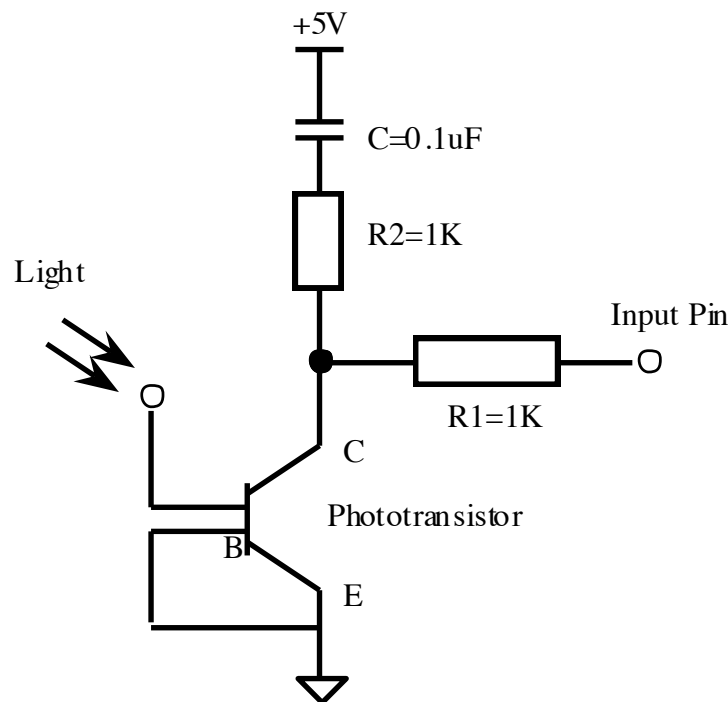 +5V
C=0.1uF
R2=1K
Light
Input Pin
R1=1K
C
Phototransistor
B
E